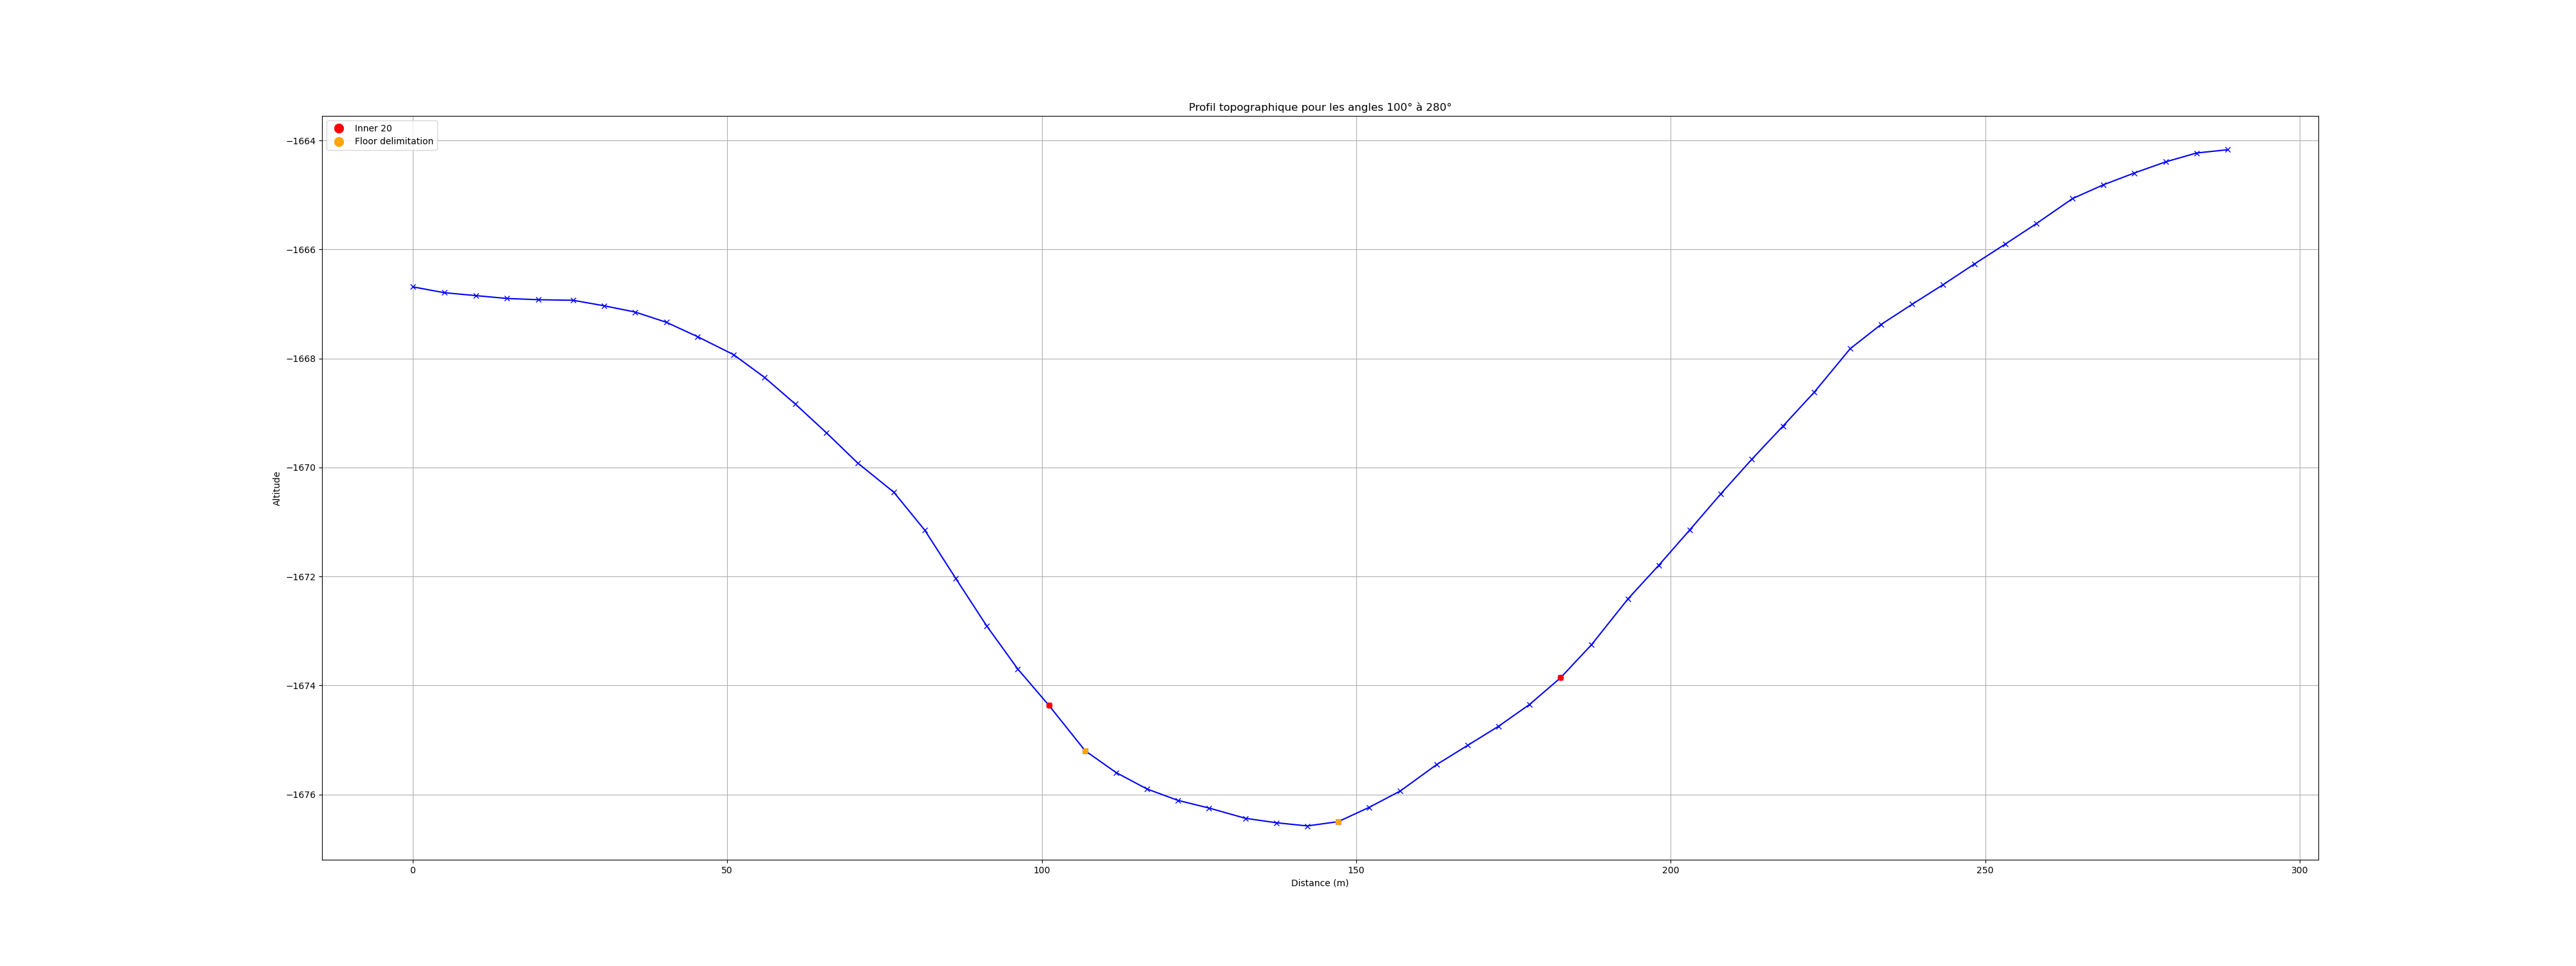 Profil topographique pour les angles 100° à 280°
Inner 20
Floor delimitation
−1664
−1666
−1668
−1670
−1672
−1674
−1676
Altitude
0 50 100 150 200 250 300
Distance (m)